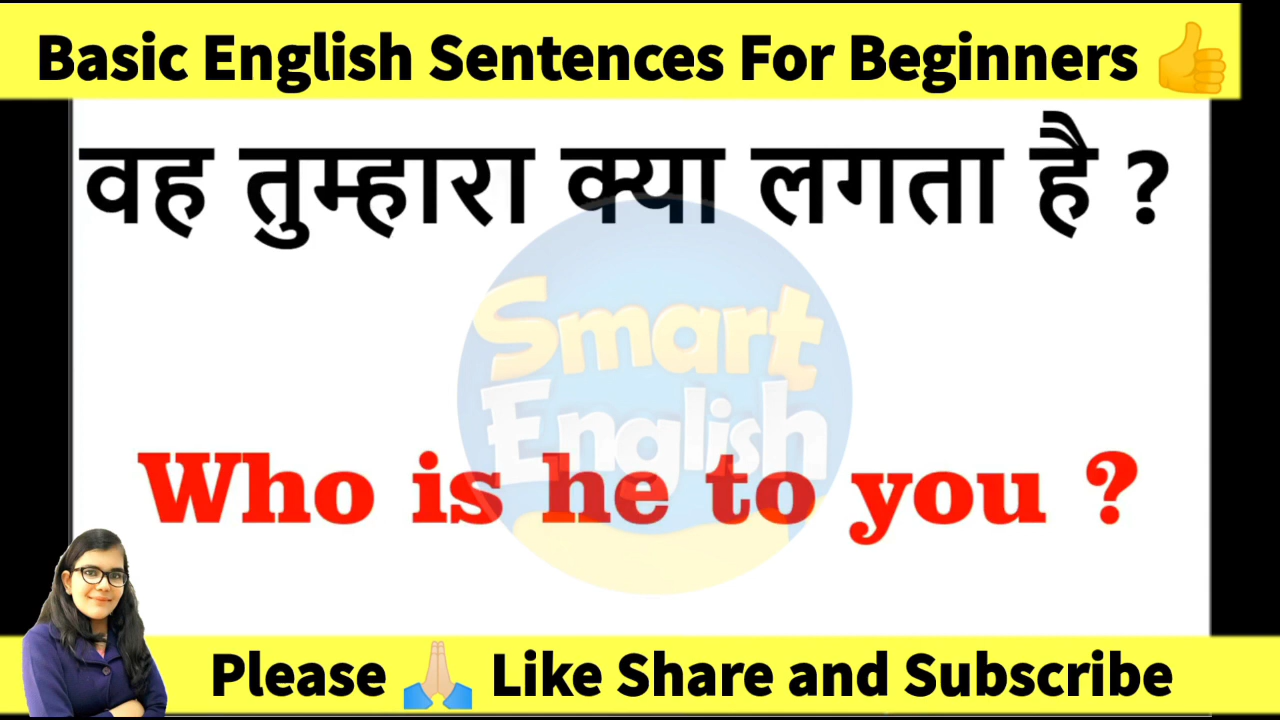 Basic English Sentences For Beginners 👍
वह तुम्हारा क्या लगता है ?
Smart
English
Who is he to you ?
Please 🙏🏼 Like Share and Subscribe